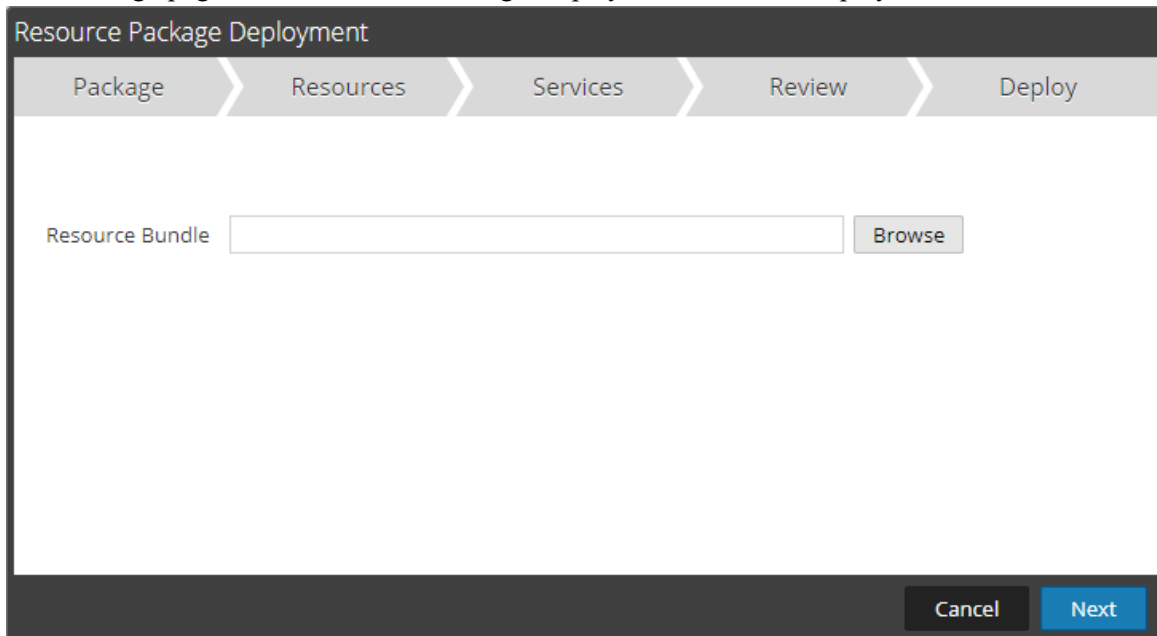 Resource Package Deployment
Package Resources Services Review Deploy
Resource Bundle Browse
Cancel Next